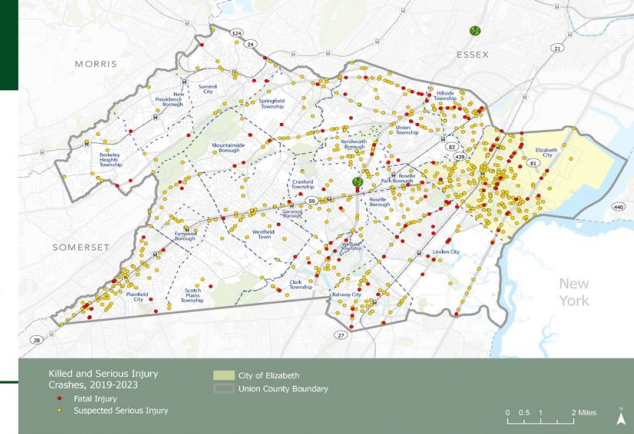 MORRIS
ESSEX
124
24
21
Summit
City
New
Providence
Borough
Springfield
Township
Hillside
Township
Berkeley
Heights
Township
Mountainside
Borough
Kenilworth
Borough
Union
Township
82
439
Elizabeth
City
81
Cranford
Township
Roselle
Park Borough
Roselle
Borough
59
Garwood
Borough
440
SOMERSET
Fanwood
Borough
Westfield
Town
Township
Linden City
New
York
Clark
Township
Scotch
Plains
Township
Plainfield
City
Rahway City
28
27
Killed and Serious Injury
Crashes, 2019-2023
Fatal Injury
Suspected Serious Injury
City of Elizabeth
Union County Boundary
0 0.5 1 2 Miles
N